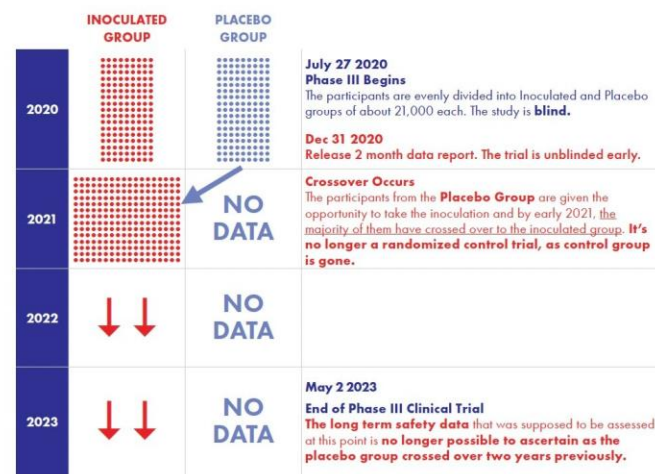 INOCULATED
GROUP
PLACEBO
GROUP
2020
July 27 2020
Phase III Begins
The participants are evenly divided into Inoculated and Placebo
groups of about 21,000 each. The study is blind.
Dec 31 2020
Release 2 month data report. The trial is unblinded early.
2021
NO
DATA
Crossover Occurs
The participants from the Placebo Group are given the
opportunity to take the inoculation and by early 2021, the
majority of them have crossed over to the inoculated group. It's
no longer a randomized control trial, as control group
is gone.
2022
NO
DATA
2023
NO
DATA
May 2 2023
End of Phase III Clinical Trial
The long term safety data that was supposed to be assessed
at this point is no longer possible to ascertain as the
placebo group crossed over two years previously.